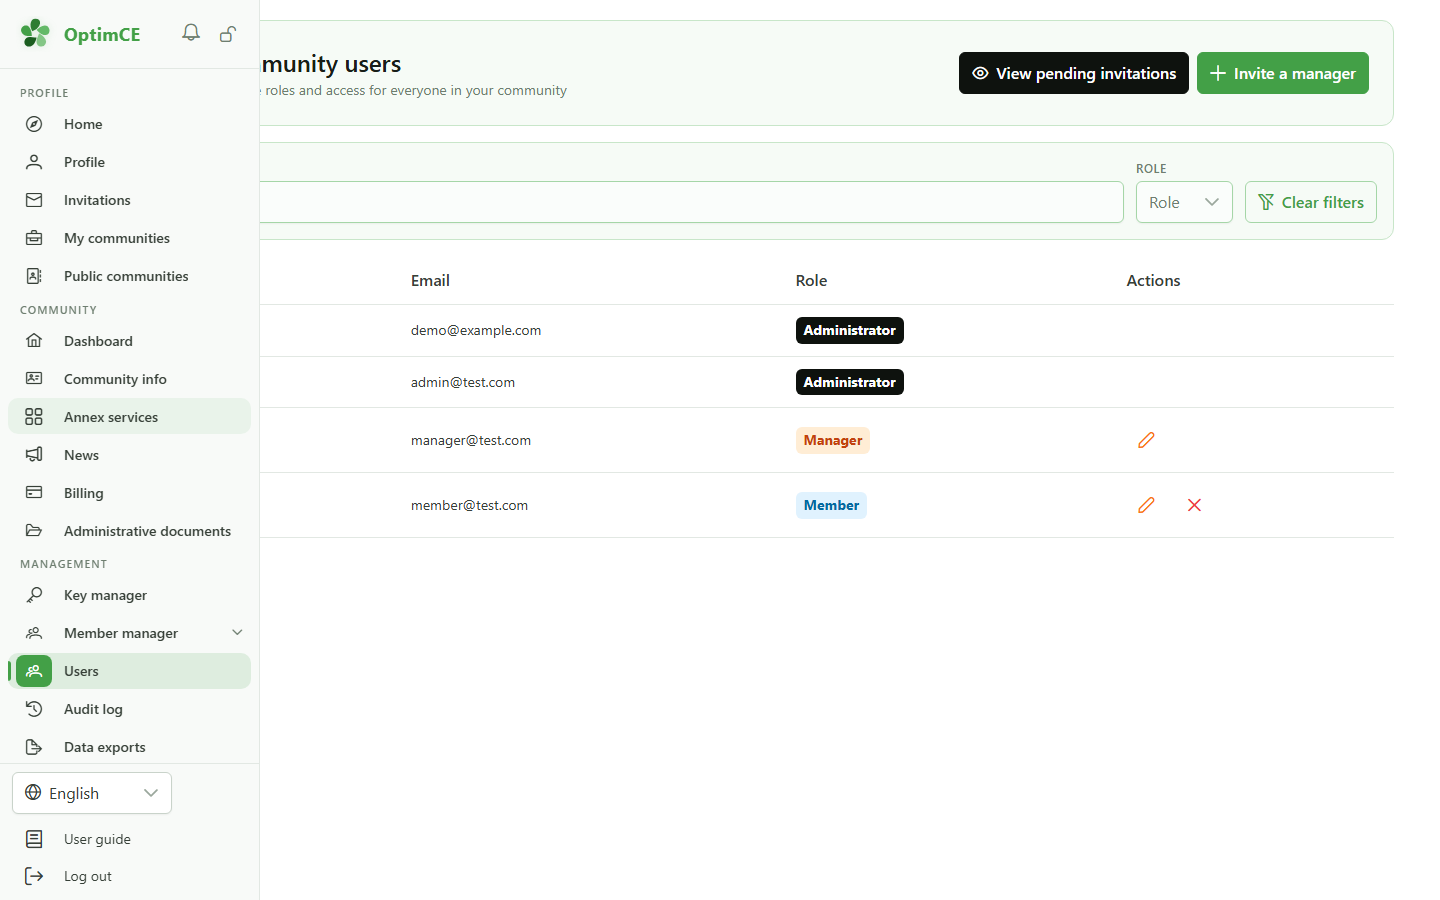 OptimCE
PROFILE
Home
Profile
Invitations
My communities
Public communities
COMMUNITY
Dashboard
Community info
Annex services
News
Billing
Administrative documents
MANAGEMENT
Key manager
Member manager
Users
Audit log
Data exports
English
User guide
Log out
munity users
roles and access for everyone in your community
View pending invitations
Invite a manager
ROLE
Role
Clear filters
Email Role Actions
demo@example.com Administrator
admin@test.com Administrator
manager@test.com Manager
member@test.com Member